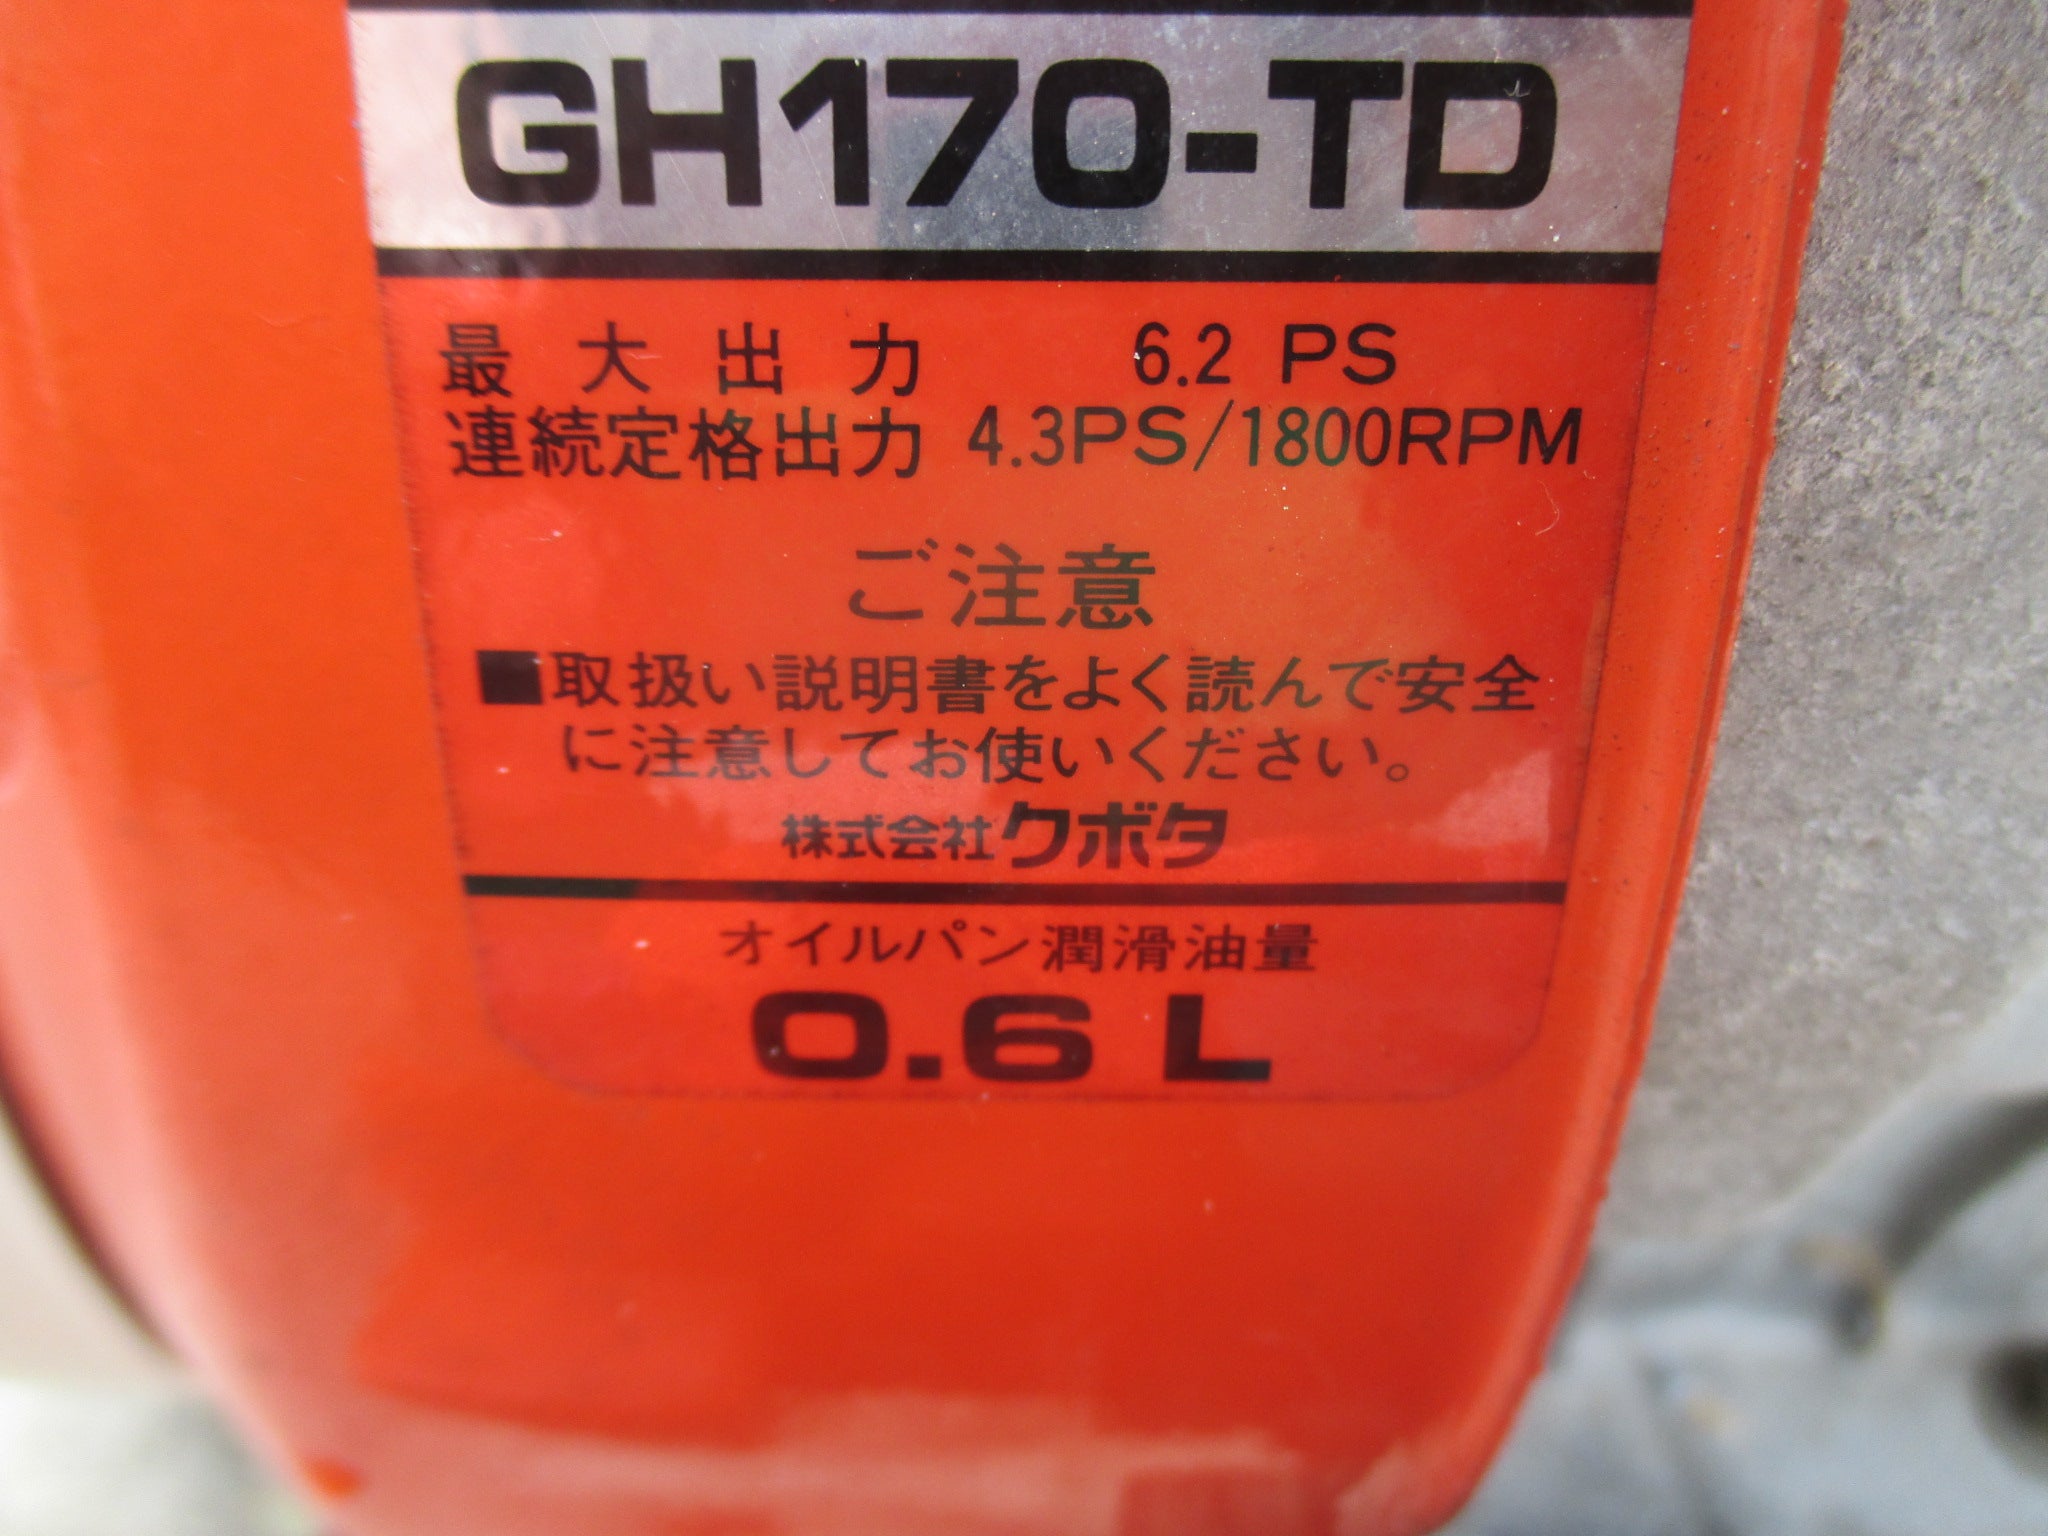 GH170-TD
最大出力 6.2 PS
連続定格出力 4.3PS/1800RPM
ご注意
■取扱い説明書をよく読んで安全
に注意してお使いください。
株式会社クボタ
オイルパン潤滑油量
0.6 L